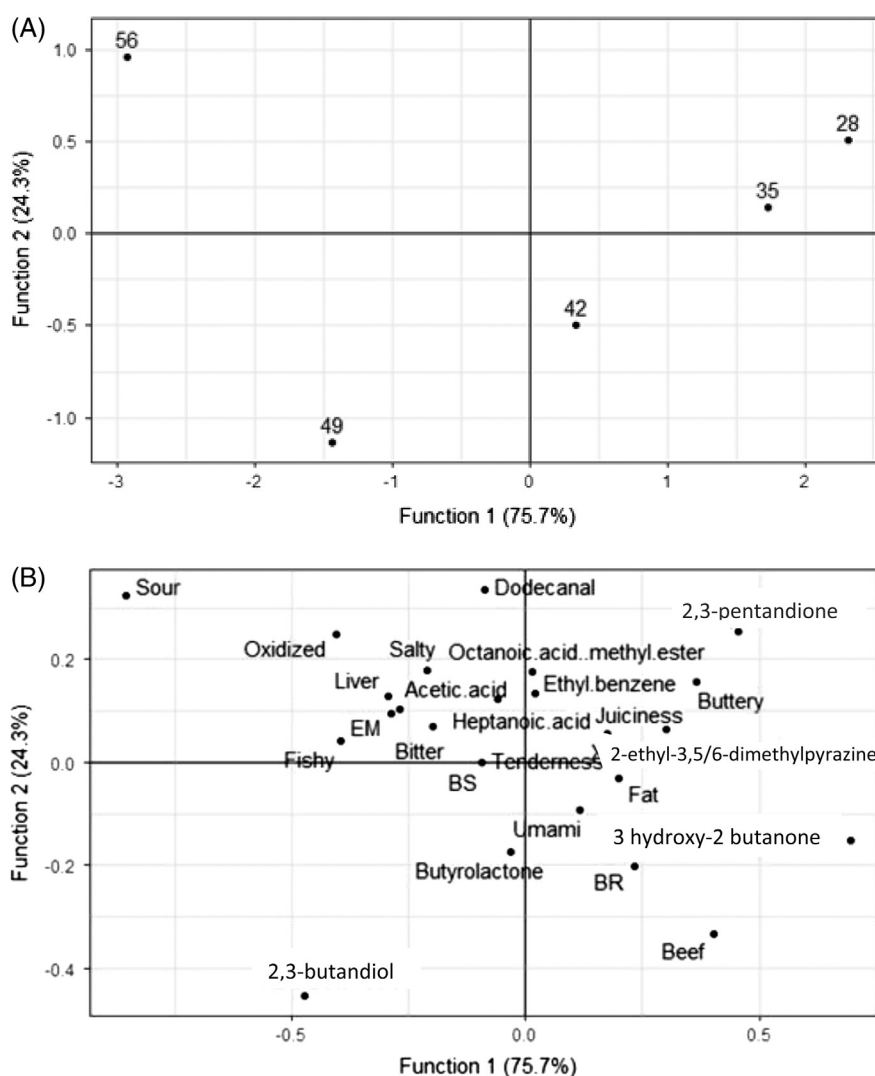 (A)
56
28
35
42
49
1.0
0.5
0.0
-0.5
-1.0
Function 2 (24.3%)
-3
-2
-1
0
1
2
Function 1 (75.7%)
(B)
Sour
Dodecanal
2,3-pentandione
Oxidized
Salty
Octanoic.acid..methyl.ester
Liver
Acetic.acid
Ethyl.benzene
Buttery
EM
Heptanoic.acid
Juiciness
Fishy
Bitter
Tenderness
2-ethyl-3,5/6-dimethylpyrazine
BS
Fat
Umami
3 hydroxy-2 butanone
Butyrolactone
BR
Beef
2,3-butandiol
0.2
0.0
-0.2
-0.4
Function 2 (24.3%)
-0.5
0.0
0.5
Function 1 (75.7%)